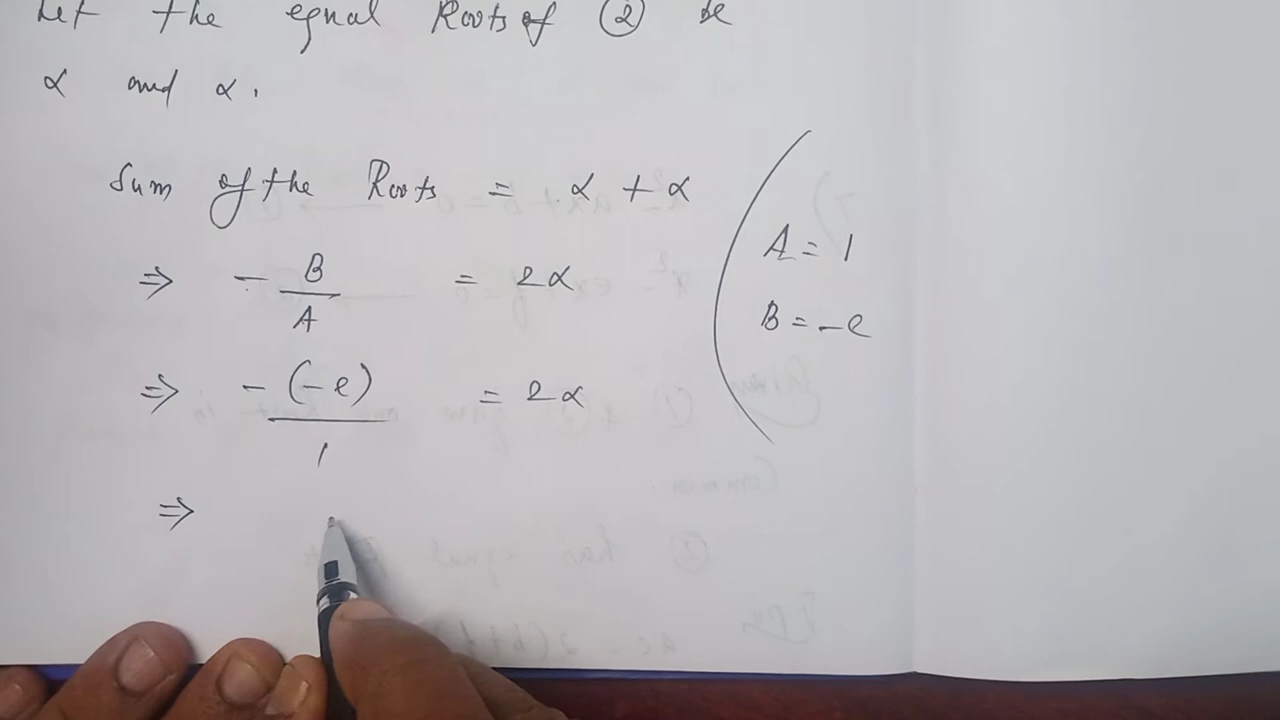 Let the equal Roots of ② be
α and α.
Sum of the Roots = α + α
⇒ - B/A = 2α
⇒ -(-e)/1 = 2α
⇒
A = 1
B = -e